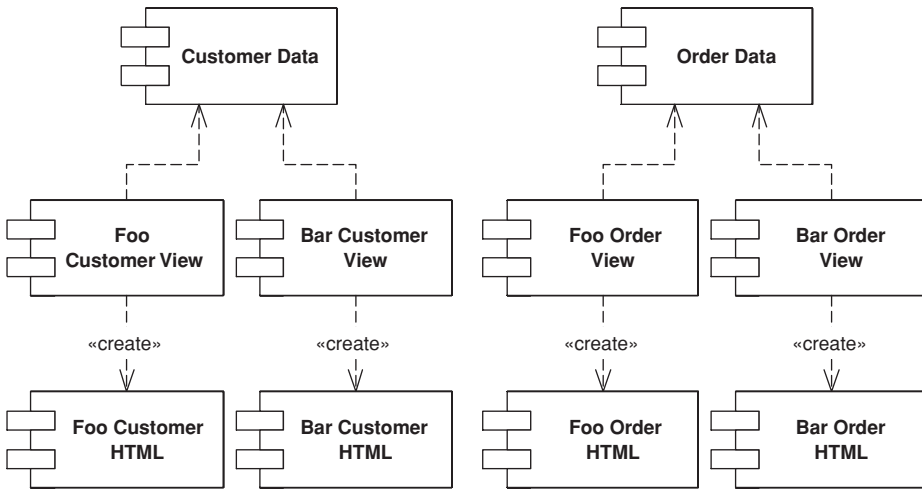 Customer Data
Order Data
Foo
Customer View
Bar Customer
View
Foo Order
View
Bar Order
View
«create»
«create»
«create»
«create»
Foo Customer
HTML
Bar Customer
HTML
Foo Order
HTML
Bar Order
HTML